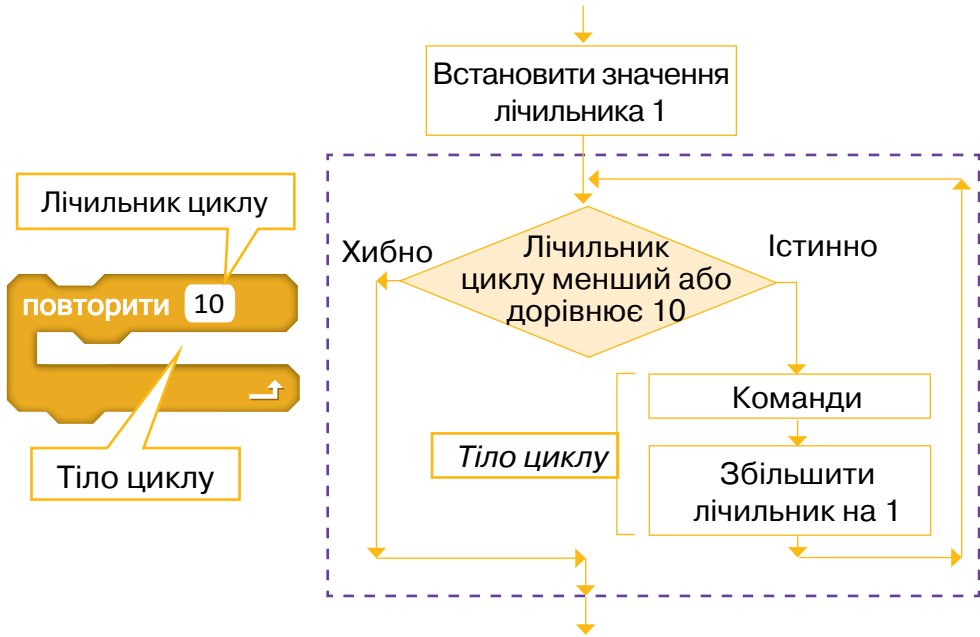 Встановити значення
лічильника 1
Лічильник циклу
повторити 10
Тіло циклу
Хибно
Лічильник
циклу менший або
дорівнює 10
Істинно
Команди
Тіло циклу
Збільшити
лічильник на 1